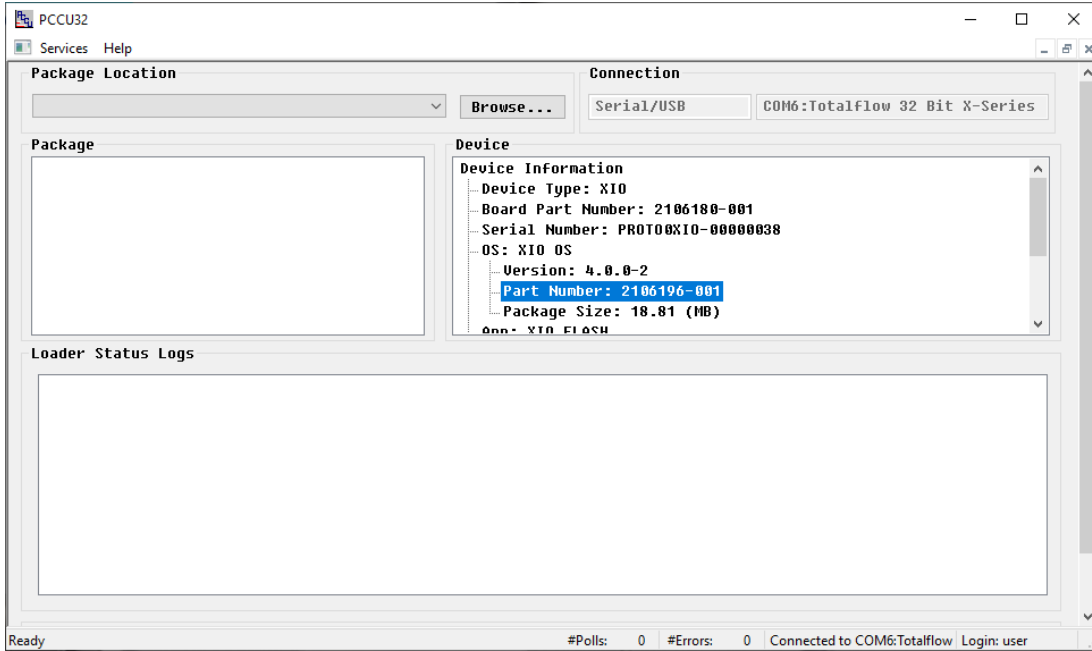 PCCU32
Services Help
Package Location
Browse...
Connection
Serial/USB
COM6:Totalflow 32 Bit X-Series
Package
Device
Device Information
Device Type: XIO
Board Part Number: 2106180-001
Serial Number: PROTO0XIO-00000038
OS: XIO OS
Version: 4.0.0-2
Part Number: 2106196-001
Package Size: 18.81 (MB)
App: XIO FLASH
Loader Status Logs
Ready #Polls: 0 #Errors: 0 Connected to COM6:Totalflow Login: user